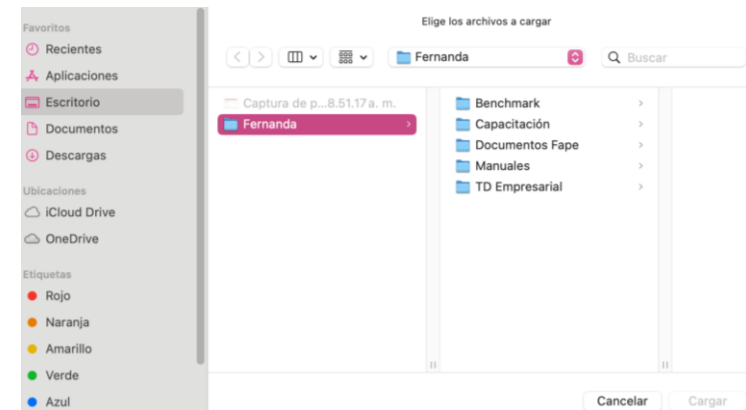 Elige los archivos a cargar
Favoritos
Recientes
Aplicaciones
Escritorio
Documentos
Descargas
Ubicaciones
iCloud Drive
OneDrive
Etiquetas
Rojo
Naranja
Amarillo
Verde
Azul
Fernanda
Buscar
Captura de p...8.51.17 a. m.
Fernanda
Benchmark
Capacitación
Documentos Fape
Manuales
TD Empresarial
Cancelar
Cargar